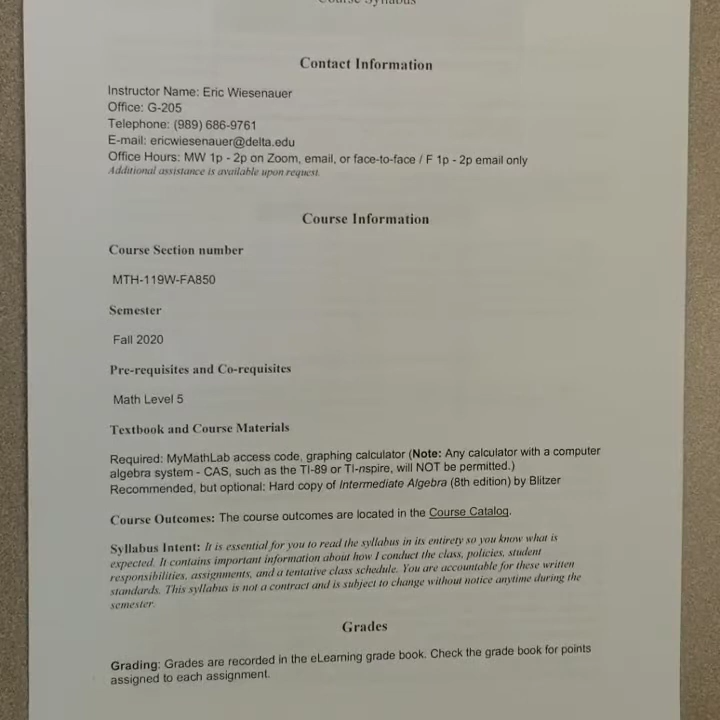 Course Syllabus
Contact Information
Instructor Name: Eric Wiesenauer
Office: G-205
Telephone: (989) 686-9761
E-mail: ericwiesenauer@delta.edu
Office Hours: MW 1p - 2p on Zoom, email, or face-to-face / F 1p - 2p email only
Additional assistance is available upon request.
Course Information
Course Section number
MTH-119W-FA850
Semester
Fall 2020
Pre-requisites and Co-requisites
Math Level 5
Textbook and Course Materials
Required: MyMathLab access code, graphing calculator (Note: Any calculator with a computer
algebra system - CAS, such as the TI-89 or TI-nspire, will NOT be permitted.)
Recommended, but optional: Hard copy of Intermediate Algebra (8th edition) by Blitzer
Course Outcomes: The course outcomes are located in the Course Catalog.
Syllabus Intent: It is essential for you to read the syllabus in its entirety so you know what is
expected. It contains important information about how I conduct the class, policies, student
responsibilities, assignments, and a tentative class schedule. You are accountable for these written
standards. This syllabus is not a contract and is subject to change without notice anytime during the
semester.
Grades
Grading: Grades are recorded in the eLearning grade book. Check the grade book for points
assigned to each assignment.